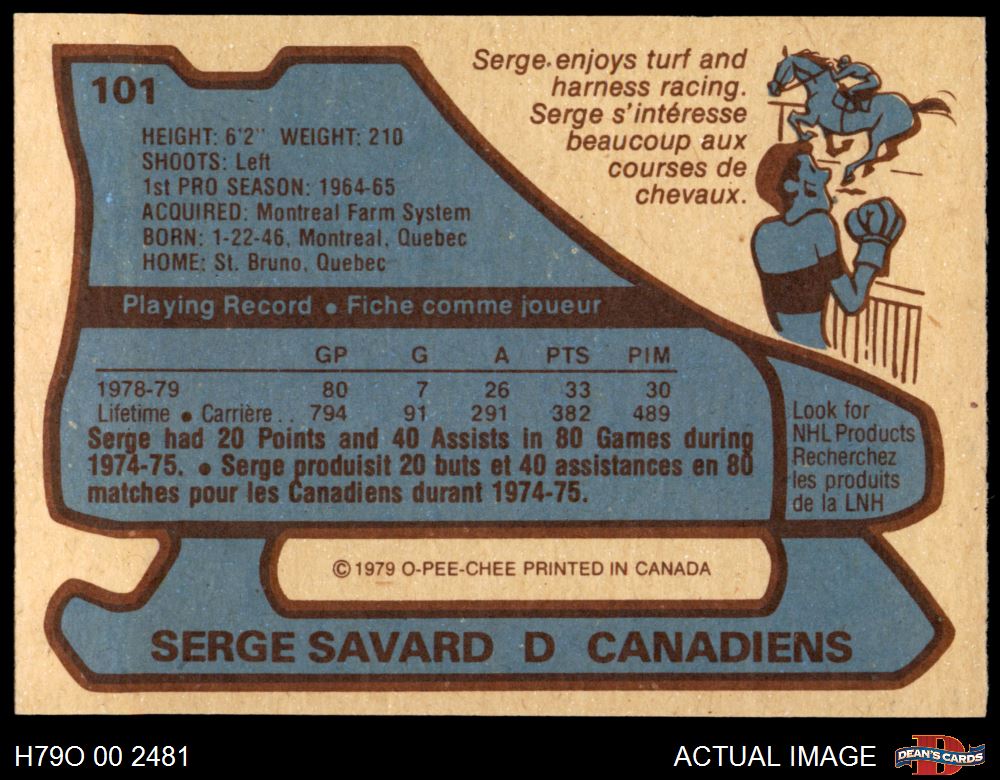 101
HEIGHT: 6'2" WEIGHT: 210
SHOOTS: Left
1st PRO SEASON: 1964-65
ACQUIRED: Montreal Farm System
BORN: 1-22-46, Montreal, Quebec
HOME: St. Bruno, Quebec
Serge enjoys turf and
harness racing.
Serge s'intéresse
beaucoup aux
courses de
chevaux.
Playing Record • Fiche comme joueur
GP G A PTS PIM
1978-79 80 7 26 33 30
Lifetime • Carrière . . 794 91 291 382 489
Serge had 20 Points and 40 Assists in 80 Games during
1974-75. • Serge produisit 20 buts et 40 assistances en 80
matches pour les Canadiens durant 1974-75.
Look for
NHL Products
Recherchez
les produits
de la LNH
© 1979 O-PEE-CHEE PRINTED IN CANADA
SERGE SAVARD D CANADIENS
H79O 00 2481
ACTUAL IMAGE
D
DEAN'S CARDS